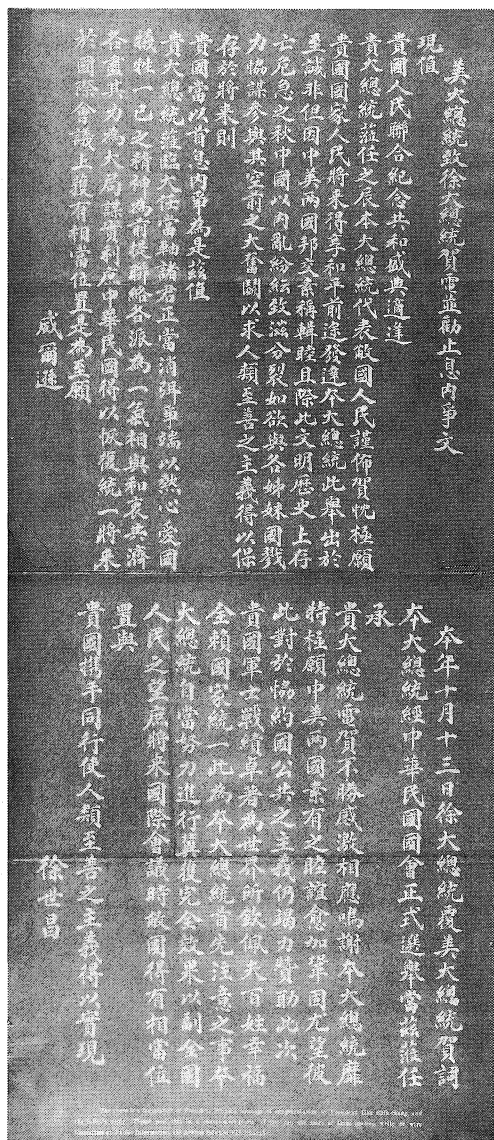 美大總統致徐大總統賀電並勸止息內爭文
現值
貴國人民聯合紀念共和盛典適逢
貴大總統蒞任之辰本大總統代表敝國人民謹佈賀忱極願
貴國國家人民將來得享和平前途發達本大總統此舉出於
至誠非但因中美兩國邦交素稱輯睦且際此文明歷史上存
亡危急之秋中國以內亂紛紜致滋分裂如欲與各姊妹國戮
力協謀參與其空前之大奮鬪以求人類至善之主義得以保
存於將來則
貴國當以首息內爭為是茲值
貴大總統蒞臨大任當軸諸君正當消弭爭端以熱心愛國
犧牲一己之精神為前提聯絡各派為一氣相與和衷共濟
各盡其力為大局謀實利庶中華民國得以恢復統一將來
於國際會議上獲有相當位置是為至願
威爾遜
本年十月十三日徐大總統覆美大總統賀詞
本大總統經中華民國國會正式選舉當茲蒞任
承
貴大總統電賀不勝感激相應鳴謝本大總統靡
特極願中美兩國素有之睦誼愈加鞏固尤望彼
此對於協約國公共之主義仍竭力贊助此次
貴國軍士戰績卓著為世界所欽佩夫百姓幸福
全賴國家統一此為本大總統首先注意之事本
大總統自當努力進行冀獲完全效果以副全國
人民之望庶將來國際會議時敝國得有相當位
置與
貴國攜手同行使人類至善之主義得以實現
徐世昌